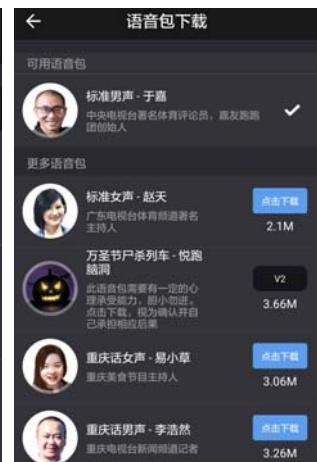 语音包下载
可用语音包
标准男声-于嘉
中央电视台著名体育评论员，嘉友跑跑
团创始人
更多语音包
标准女声-赵天
广东电视台体育频道著名
主持人
点击下载
2.1M
万圣节尸杀列车-悦跑
脑洞
此语音包需要有一定的心
理承受能力，胆小勿进。
点击下载，视为确认并自
己承担相应后果
V2
3.66M
重庆话女声-易小草
重庆美食节目主持人
点击下载
3.06M
重庆话男声-李浩然
重庆电视台新闻频道记者
点击下载
3.26M